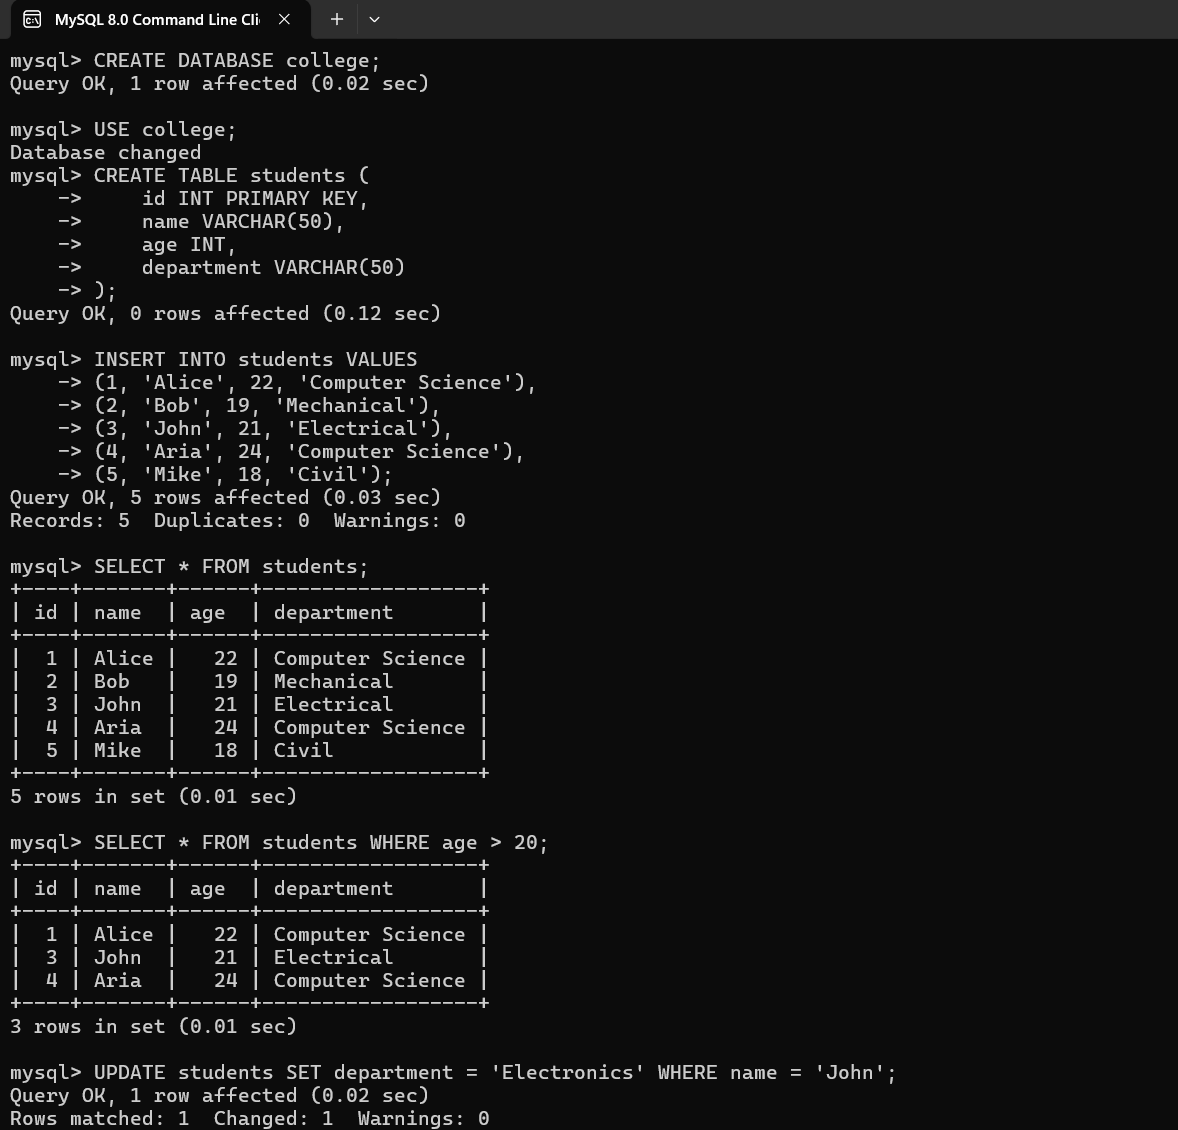 MySQL 8.0 Command Line Cli
mysql> CREATE DATABASE college;
Query OK, 1 row affected (0.02 sec)

mysql> USE college;
Database changed
mysql> CREATE TABLE students (
    ->     id INT PRIMARY KEY,
    ->     name VARCHAR(50),
    ->     age INT,
    ->     department VARCHAR(50)
    -> );
Query OK, 0 rows affected (0.12 sec)

mysql> INSERT INTO students VALUES
    -> (1, 'Alice', 22, 'Computer Science'),
    -> (2, 'Bob', 19, 'Mechanical'),
    -> (3, 'John', 21, 'Electrical'),
    -> (4, 'Aria', 24, 'Computer Science'),
    -> (5, 'Mike', 18, 'Civil');
Query OK, 5 rows affected (0.03 sec)
Records: 5  Duplicates: 0  Warnings: 0

mysql> SELECT * FROM students;
+----+-------+------+------------------+
| id | name  | age  | department       |
+----+-------+------+------------------+
|  1 | Alice |   22 | Computer Science |
|  2 | Bob   |   19 | Mechanical       |
|  3 | John  |   21 | Electrical       |
|  4 | Aria  |   24 | Computer Science |
|  5 | Mike  |   18 | Civil            |
+----+-------+------+------------------+
5 rows in set (0.01 sec)

mysql> SELECT * FROM students WHERE age > 20;
+----+-------+------+------------------+
| id | name  | age  | department       |
+----+-------+------+------------------+
|  1 | Alice |   22 | Computer Science |
|  3 | John  |   21 | Electrical       |
|  4 | Aria  |   24 | Computer Science |
+----+-------+------+------------------+
3 rows in set (0.01 sec)

mysql> UPDATE students SET department = 'Electronics' WHERE name = 'John';
Query OK, 1 row affected (0.02 sec)
Rows matched: 1  Changed: 1  Warnings: 0